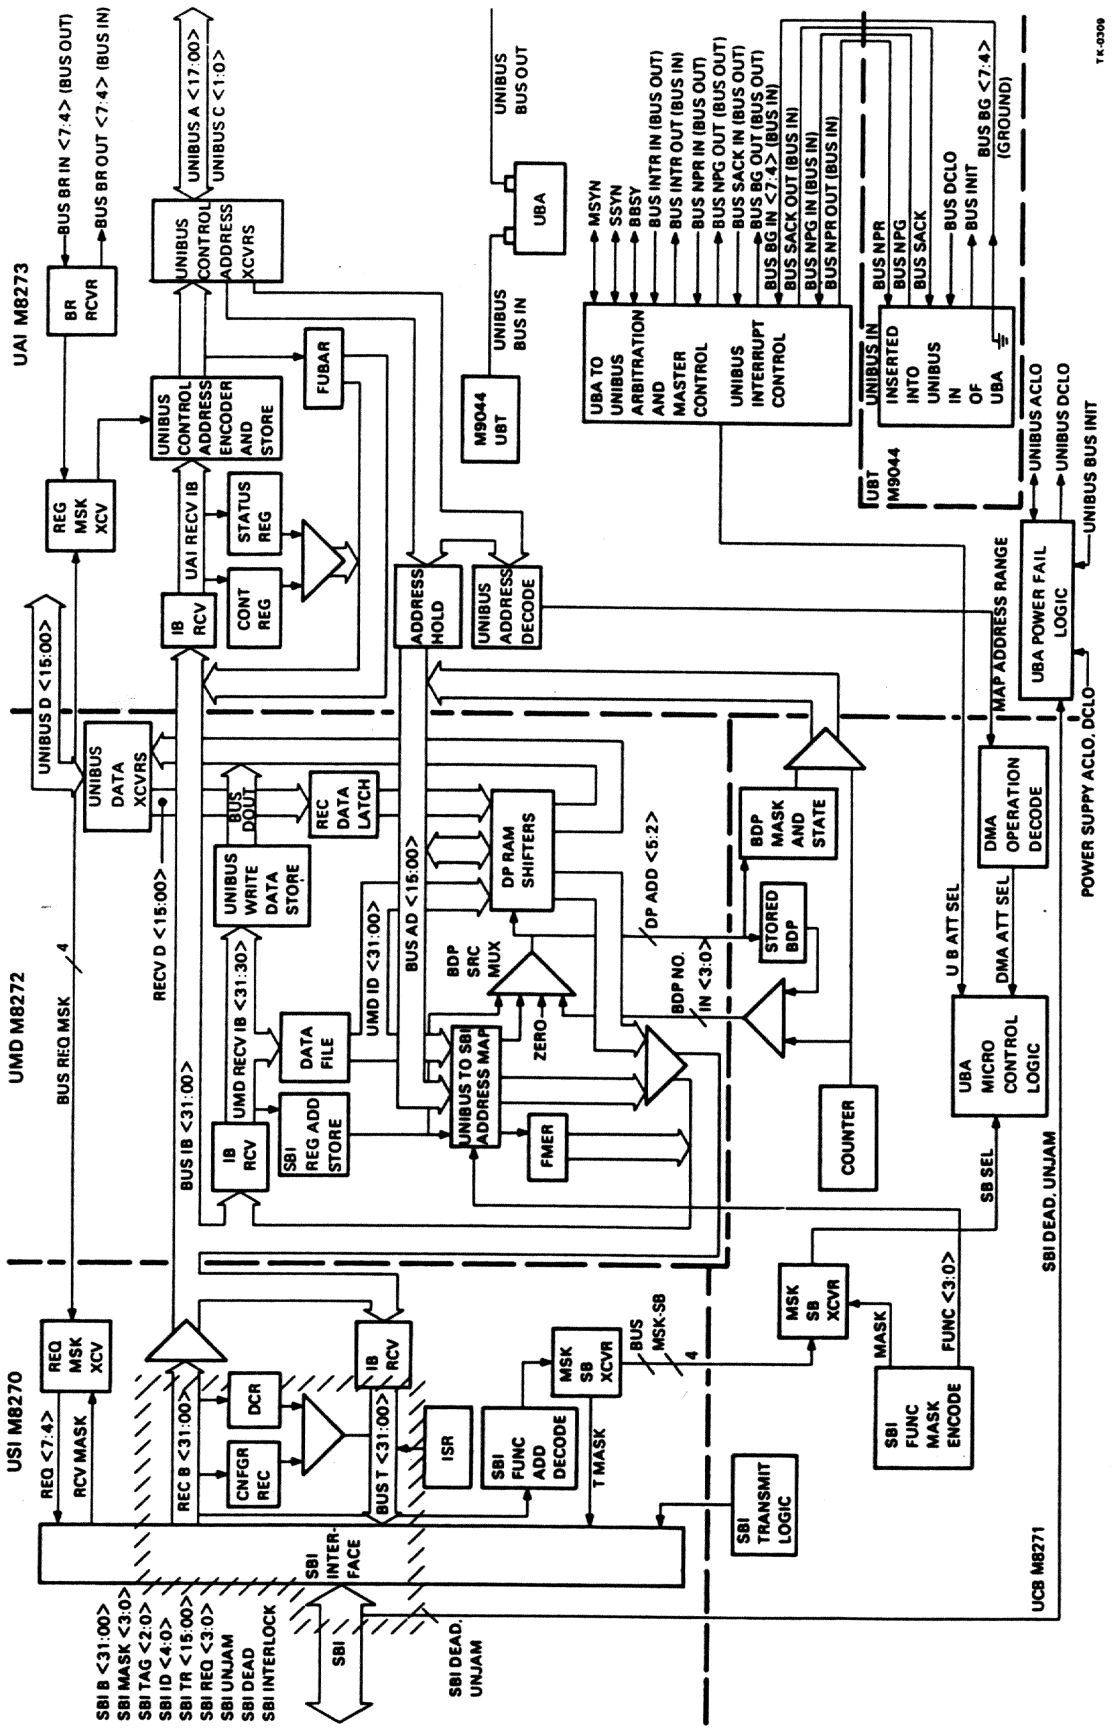 USI M8270
UMD M8272
UAI M8273
REQ <7:4>
RCV MASK
REQ
MSK
XCV
BUS REQ MSK
4
REG
MSK
XCV
BR
RCVR
BUS BR IN <7:4> (BUS OUT)
BUS BR OUT <7:4> (BUS IN)
UNIBUS D <15:00>
UNIBUS
DATA
XCVRS
RECV D <15:00>
BUS IB <31:00>
IB
RCV
UAI RECV IB
CONT
REG
STATUS
REG
UNIBUS
CONTROL
ADDRESS
ENCODER
AND
STORE
FUBAR
UNIBUS
CONTROL
ADDRESS
XCVRS
UNIBUS A <17:00>
UNIBUS C <1:0>
SBI B <31:00>
SBI MASK <3:0>
SBI TAG <2:0>
SBI ID <4:0>
SBI TR <15:00>
SBI REQ <3:0>
SBI UNJAM
SBI DEAD
SBI INTERLOCK
SBI
SBI DEAD,
UNJAM
SBI
INTER-
FACE
REC B <31:00>
CNFGR
REC
DCR
BUS T <31:00>
IB
RCV
ISR
SBI
FUNC
ADD
DECODE
MSK
SB
XCVR
T MASK
BUS
MSK-SB
4
SBI
TRANSMIT
LOGIC
IB
RCV
UMD RECV IB <31:30>
SBI
REG ADD
STORE
DATA
FILE
UNIBUS
WRITE
DATA
STORE
BUS
DOUT
REC
DATA
LATCH
UMD ID <31:00>
BUS AD <15:00>
UNIBUS TO SBI
ADDRESS MAP
FMER
BDP
SRC
MUX
ZERO
DP RAM
SHIFTERS
DP ADD <5:2>
BDP NO.
IN <3:0>
ADDRESS
HOLD
UNIBUS
ADDRESS
DECODE
M9044
UBT
UNIBUS
BUS IN
UBA
UNIBUS
BUS OUT
UBA TO
UNIBUS
ARBITRATION
AND
MASTER
CONTROL
UNIBUS
INTERRUPT
CONTROL
MSYN
SSYN
BBSY
BUS INTR IN (BUS OUT)
BUS INTR OUT (BUS IN)
BUS NPR IN (BUS OUT)
BUS NPG OUT (BUS OUT)
BUS SACK IN (BUS OUT)
BUS BG OUT (BUS OUT)
BUS BG IN <7:4> (BUS IN)
BUS SACK OUT (BUS IN)
BUS NPG IN (BUS IN)
BUS NPR OUT (BUS IN)
UBT
M9044
UNIBUS IN
INSERTED
INTO
UNIBUS
IN
OF
UBA
BUS NPR
BUS NPG
BUS SACK
BUS DCLO
BUS INIT
BUS BG <7:4>
(GROUND)
STORED
BDP
BDP
MASK
AND
STATE
COUNTER
MSK
SB
XCVR
MASK
SBI
FUNC
MASK
ENCODE
FUNC <3:0>
SB SEL
UBA
MICRO
CONTROL
LOGIC
U B ATT SEL
DMA ATT SEL
DMA
OPERATION
DECODE
MAP ADDRESS RANGE
UBA POWER FAIL
LOGIC
UNIBUS ACLO
UNIBUS DCLO
UNIBUS BUS INIT
POWER SUPPLY ACLO, DCLO
SBI DEAD, UNJAM
UCB M8271
TK-0309